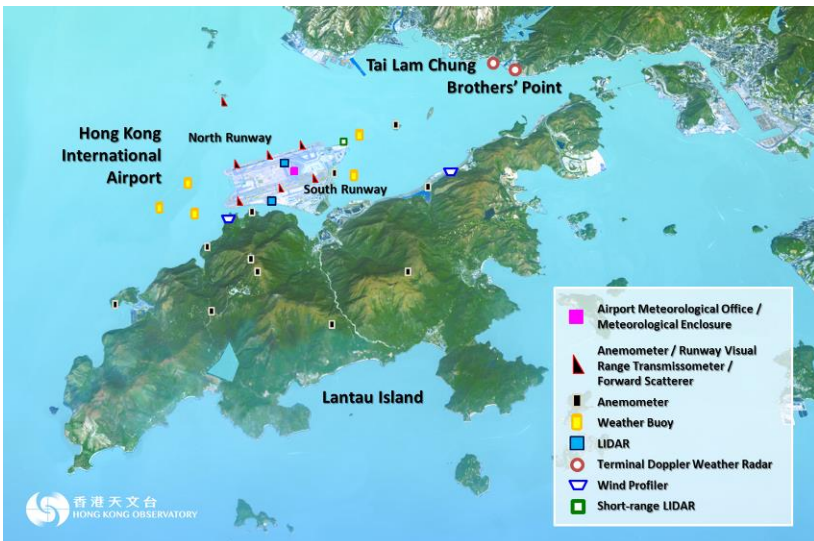 Tai Lam Chung
Brothers' Point
Hong Kong
International
Airport
North Runway
South Runway
Lantau Island
Airport Meteorological Office /
Meteorological Enclosure
Anemometer / Runway Visual
Range Transmissometer /
Forward Scatterer
Anemometer
Weather Buoy
LIDAR
Terminal Doppler Weather Radar
Wind Profiler
Short-range LIDAR
香港天文台
HONG KONG OBSERVATORY